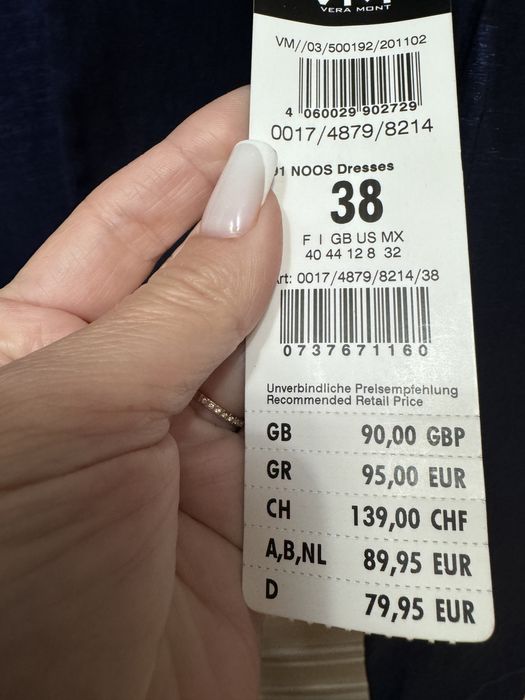 VERA MONT
VM//03/500192/201102
4 060029 902729
0017/4879/8214
NOOS Dresses
38
F I GB US MX
40 44 12 8 32
0017/4879/8214/38
0737671160
Unverbindliche Preisempfehlung
Recommended Retail Price
GB 90,00 GBP
GR 95,00 EUR
CH 139,00 CHF
A,B,NL 89,95 EUR
D 79,95 EUR